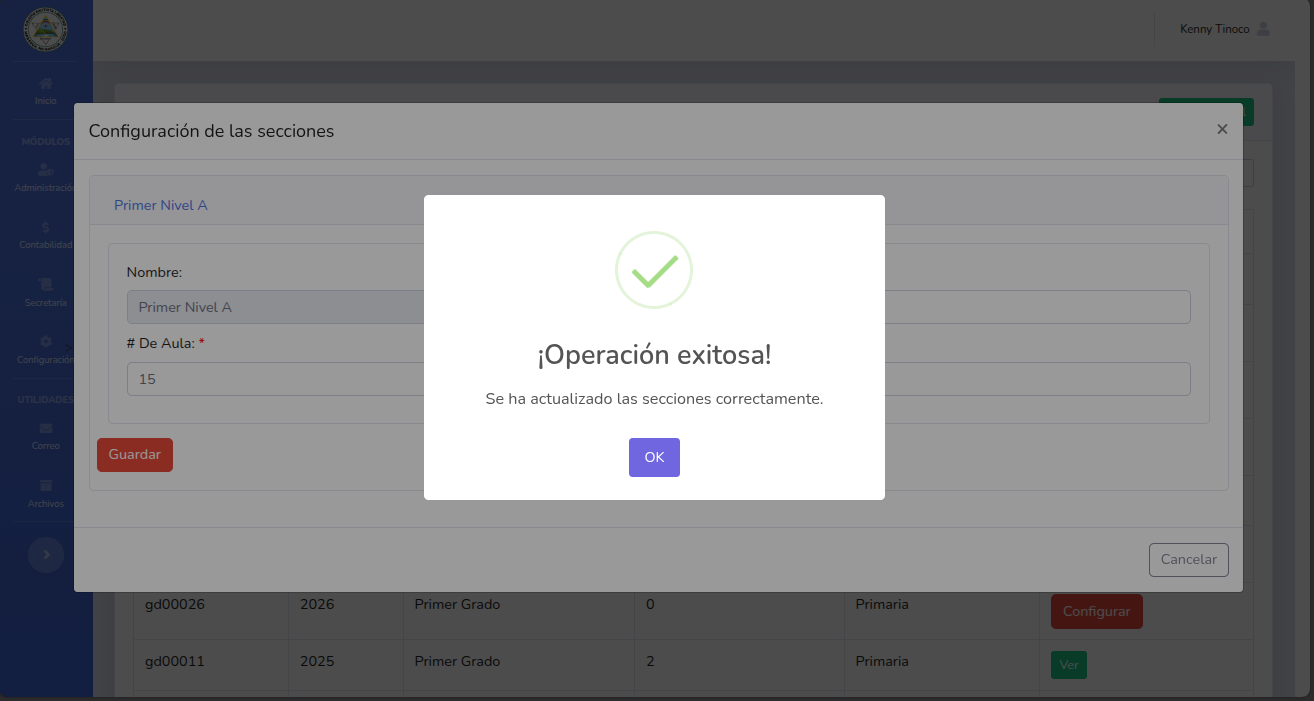 Kenny Tinoco
Inicio
MÓDULOS
Administración
Contabilidad
Secretaría
Configuración
UTILIDADES
Correo
Archivos
Configuración de las secciones
×
Primer Nivel A
Nombre:
Primer Nivel A
# De Aula: *
15
Guardar
¡Operación exitosa!
Se ha actualizado las secciones correctamente.
OK
Cancelar
gd00026 2026 Primer Grado 0 Primaria Configurar
gd00011 2025 Primer Grado 2 Primaria Ver